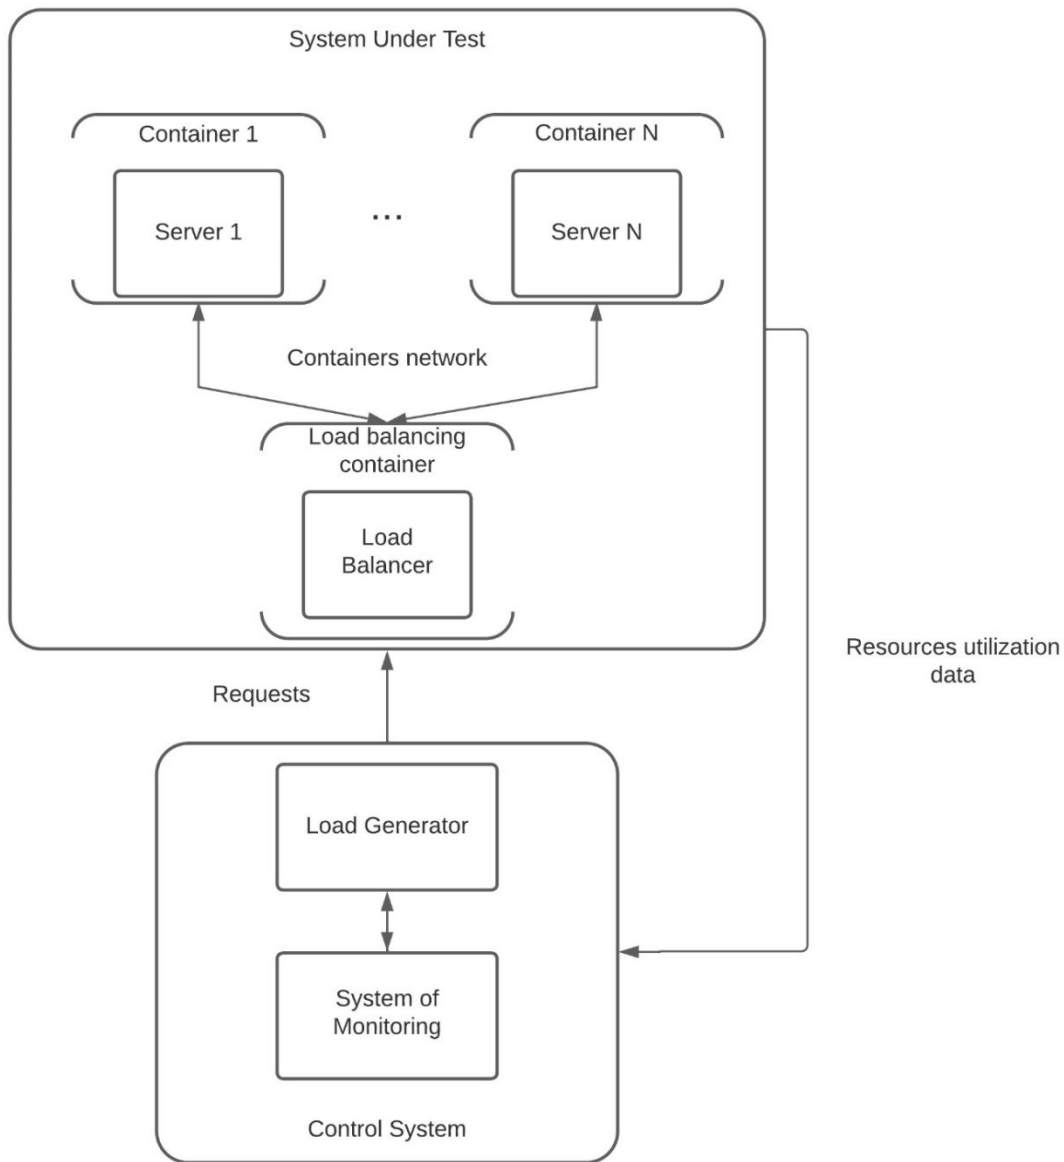 System Under Test
Container 1
Container N
Server 1
...
Server N
Containers network
Load balancing
container
Load
Balancer
Resources utilization
data
Requests
Load Generator
System of
Monitoring
Control System